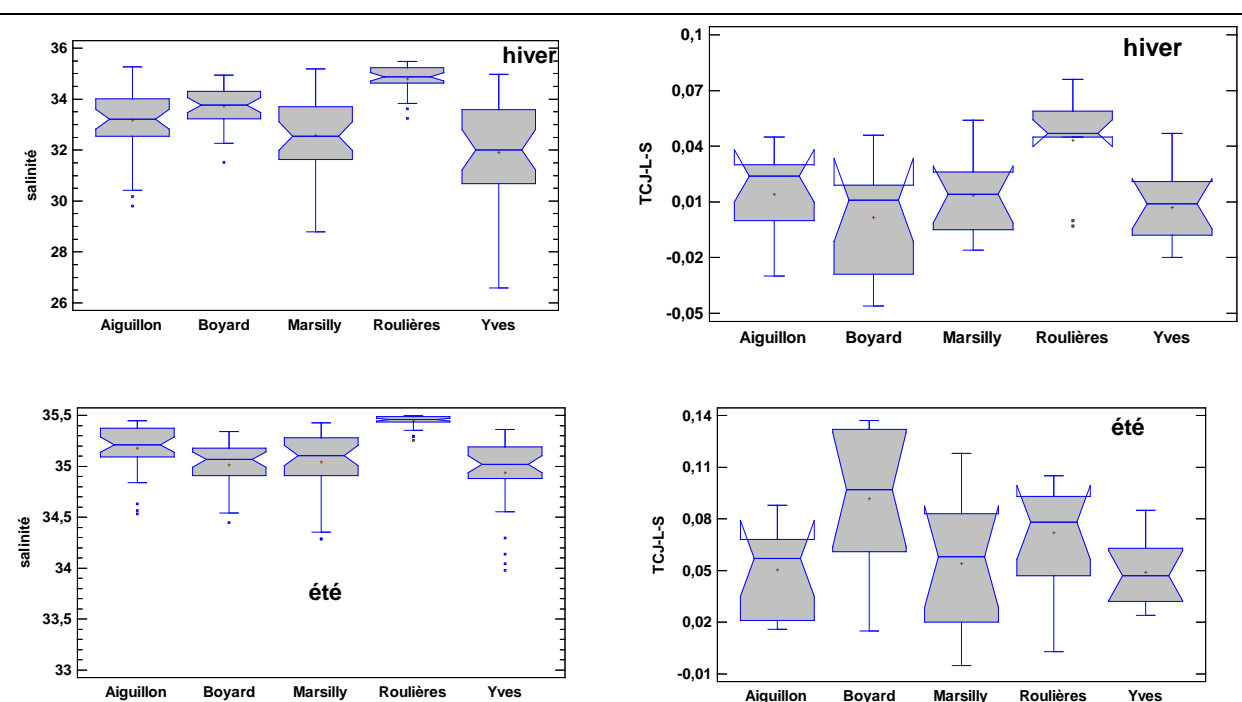 hiver
salinité
36
34
32
30
28
26
Aiguillon Boyard Marsilly Roulières Yves
hiver
TCJ-L-S
0,1
0,07
0,04
0,01
-0,02
-0,05
Aiguillon Boyard Marsilly Roulières Yves
été
salinité
35,5
35
34,5
34
33,5
33
Aiguillon Boyard Marsilly Roulières Yves
été
TCJ-L-S
0,14
0,11
0,08
0,05
0,02
-0,01
Aiguillon Boyard Marsilly Roulières Yves